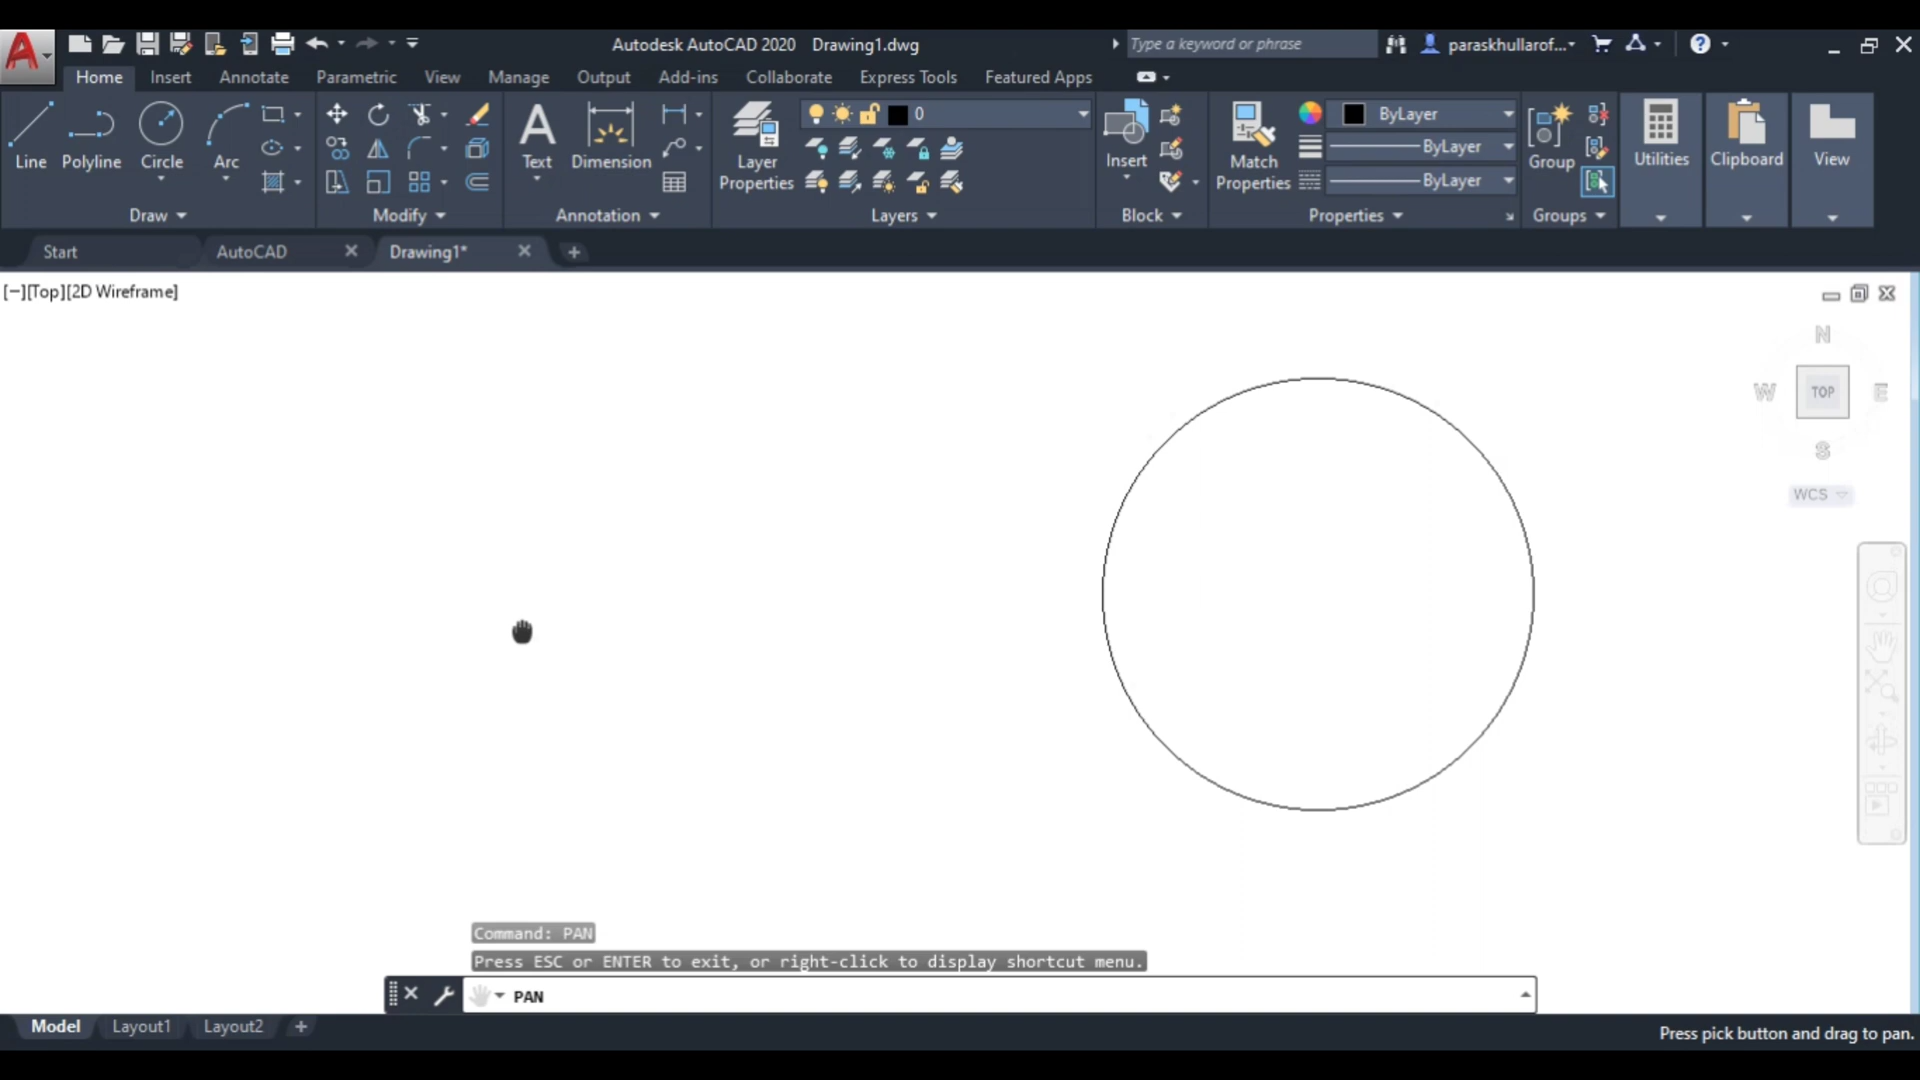 Autodesk AutoCAD 2020 Drawing1.dwg
Type a keyword or phrase
paraskhullarof...
Home Insert Annotate Parametric View Manage Output Add-ins Collaborate Express Tools Featured Apps
0 ByLayer
ByLayer
Line Polyline Circle Arc Text Dimension Layer Properties Insert Match Properties Group Utilities Clipboard View
ByLayer
Draw Modify Annotation Layers Block Properties Groups
Start AutoCAD Drawing1*
[−][Top][2D Wireframe]
N
W TOP E
S
WCS
Command: PAN
Press ESC or ENTER to exit, or right-click to display shortcut menu.
PAN
Model Layout1 Layout2 +
Press pick button and drag to pan.